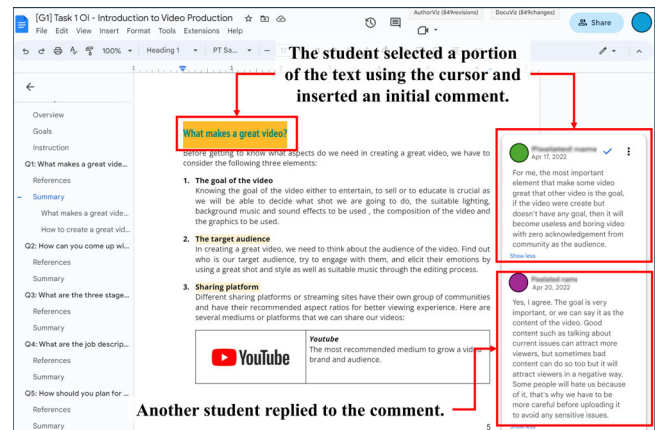 [G1] Task 1 OI - Introduction to Video Production
File Edit View Insert Format Tools Extensions Help
AuthorViz (849revisions)
DocuViz (849changes)
Share
100%
Heading 1
PT Sa...
The student selected a portion
of the text using the cursor and
inserted an initial comment.
Overview
Goals
Instruction
Q1: What makes a great vide...
References
Summary
What makes a great vide...
How to create a great vid...
Q2: How can you come up wi...
References
Summary
Q3: What are the three stage...
References
Summary
Q4: What are the job descrip...
References
Summary
Q5: How should you plan for ...
References
Summary
What makes a great video?
Before getting to know what aspects do we need in creating a great video, we have to
consider the following three elements:
1. The goal of the video
Knowing the goal of the video either to entertain, to sell or to educate is crucial as
we will be able to decide what shot we are going to do, the suitable lighting,
background music and sound effects to be used , the composition of the video and
the graphics to be used.
2. The target audience
In creating a great video, we need to think about the audience of the video. Find out
who is our target audience, try to engage with them, and elicit their emotions by
using a great shot and style as well as suitable music through the editing process.
3. Sharing platform
Different sharing platforms or streaming sites have their own group of communities
and have their recommended aspect ratios for better viewing experience. Here are
several mediums or platforms that we can share our videos:
YouTube
Youtube
The most recommended medium to grow a video
brand and audience.
5
Apr 17, 2022
For me, the most important
element that make some video
great that other video is the goal,
if the video were create but
doesn't have any goal, then it will
become useless and boring video
with zero acknowledgement from
community as the audience.
Show less
Apr 20, 2022
Yes, I agree. The goal is very
important, or we can say it as the
content of the video. Good
content such as talking about
current issues can attract more
viewers, but sometimes bad
content can do so too but it will
attract viewers in a negative way.
Some people will hate us because
of it, that's why we have to be
more careful before uploading it
to avoid any sensitive issues.
Show less
Another student replied to the comment.